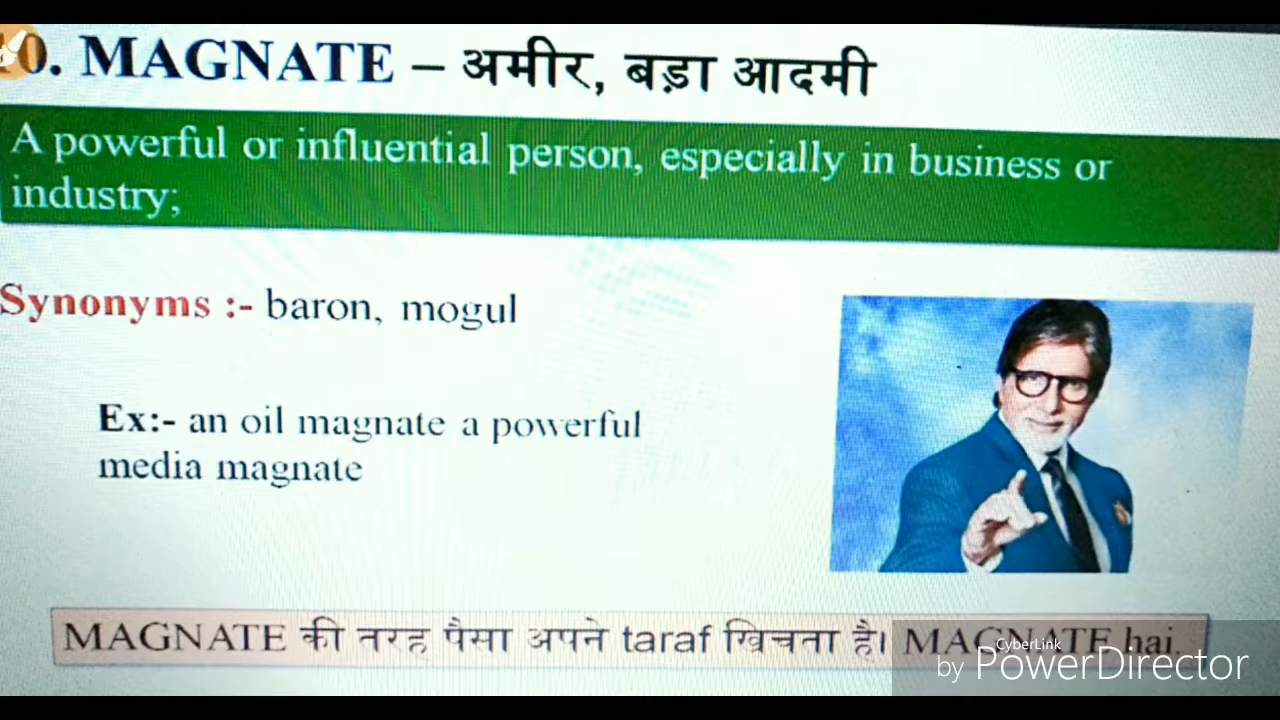 10. MAGNATE – अमीर, बड़ा आदमी
A powerful or influential person, especially in business or
industry;
Synonyms :- baron, mogul
Ex:- an oil magnate a powerful
media magnate
MAGNATE की तरह पैसा अपने taraf खिचता है। MAGNATE hai.
CyberLink
by PowerDirector